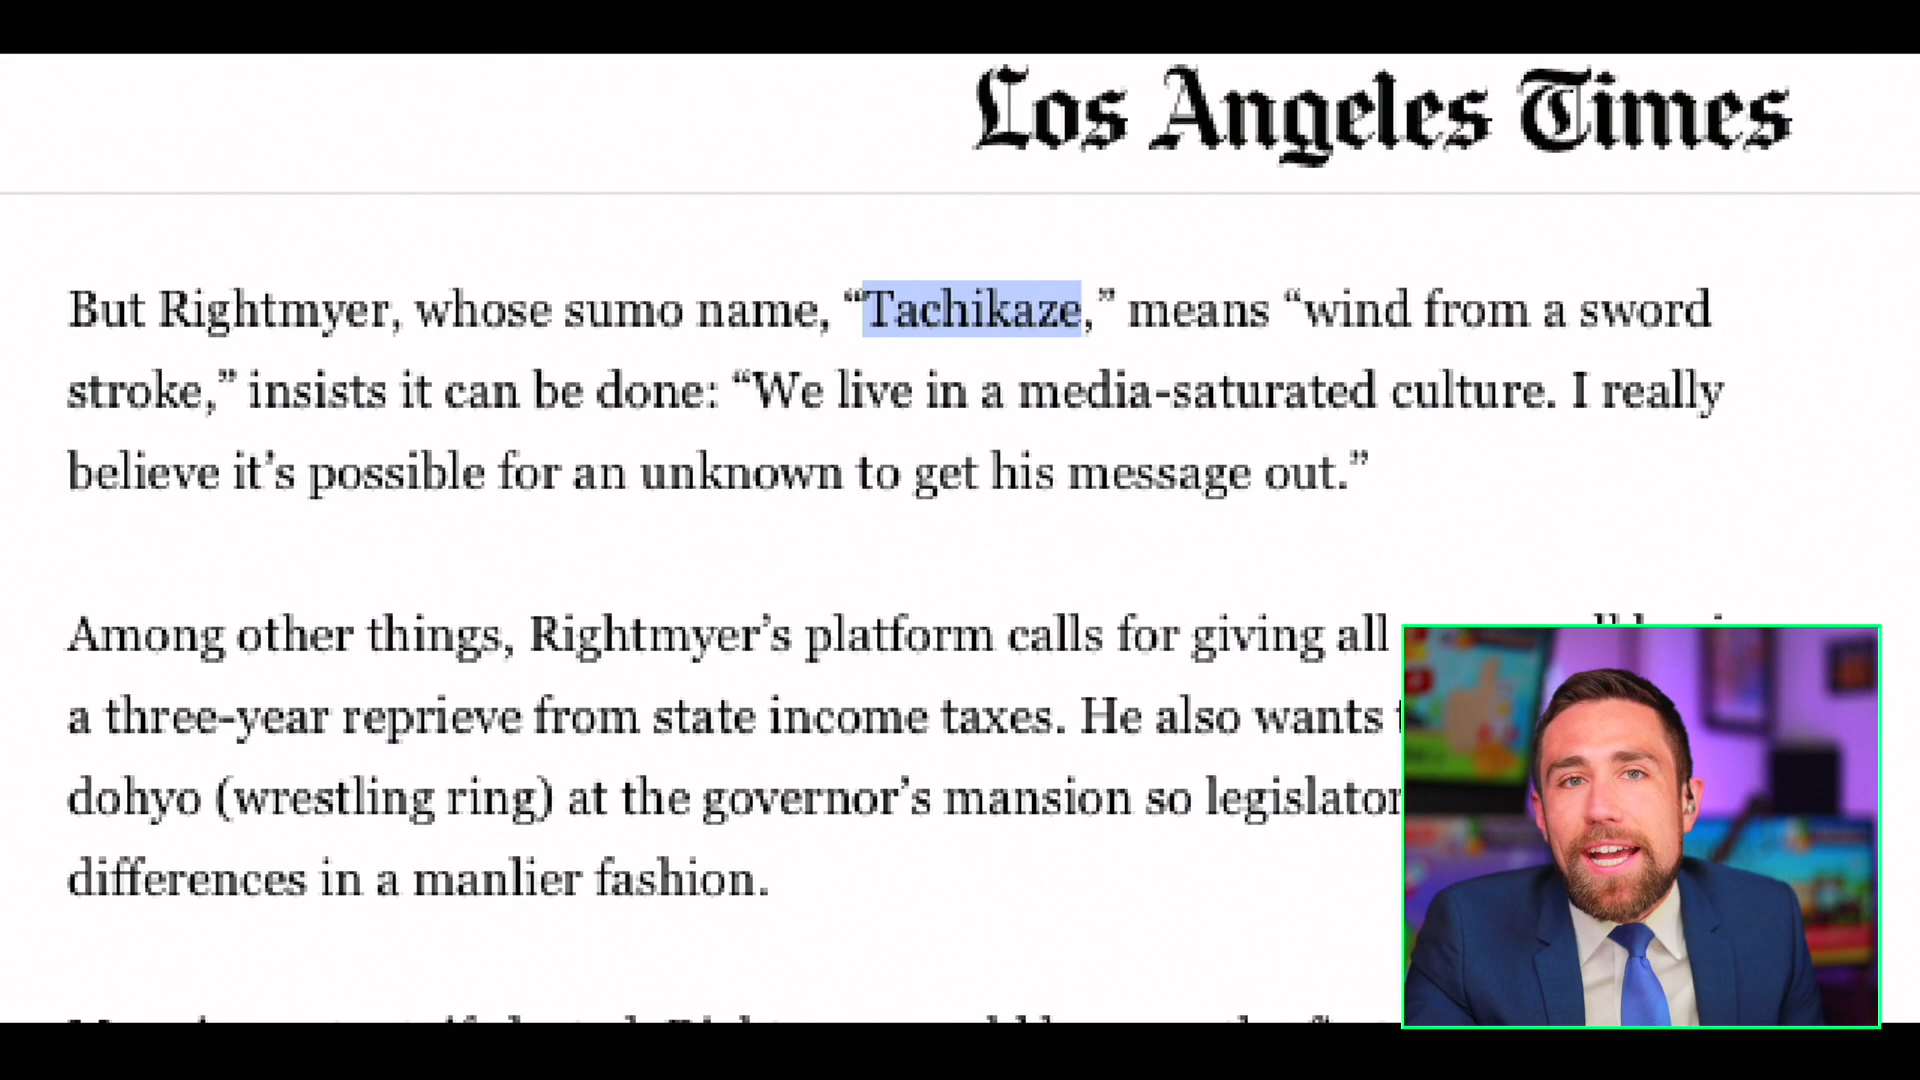 Los Angeles Times
But Rightmyer, whose sumo name, “Tachikaze,” means “wind from a sword
stroke,” insists it can be done: “We live in a media-saturated culture. I really
believe it’s possible for an unknown to get his message out.”
Among other things, Rightmyer’s platform calls for giving all
a three-year reprieve from state income taxes. He also wants
dohyo (wrestling ring) at the governor’s mansion so legislator
differences in a manlier fashion.